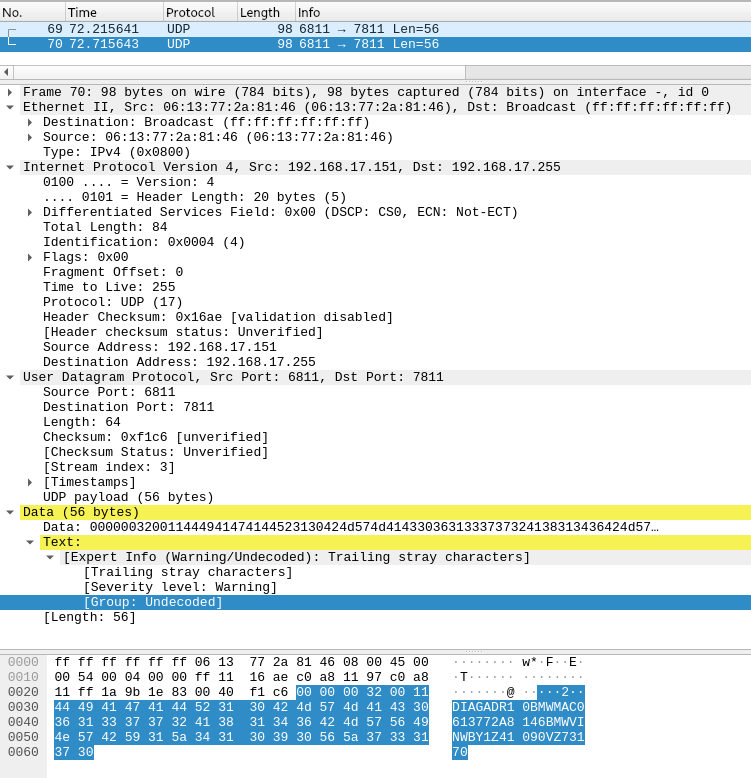 No. Time Protocol Length Info
69 72.215641 UDP 98 6811 → 7811 Len=56
70 72.715643 UDP 98 6811 → 7811 Len=56
Frame 70: 98 bytes on wire (784 bits), 98 bytes captured (784 bits) on interface -, id 0
Ethernet II, Src: 06:13:77:2a:81:46 (06:13:77:2a:81:46), Dst: Broadcast (ff:ff:ff:ff:ff:ff)
Destination: Broadcast (ff:ff:ff:ff:ff:ff)
Source: 06:13:77:2a:81:46 (06:13:77:2a:81:46)
Type: IPv4 (0x0800)
Internet Protocol Version 4, Src: 192.168.17.151, Dst: 192.168.17.255
0100 .... = Version: 4
.... 0101 = Header Length: 20 bytes (5)
Differentiated Services Field: 0x00 (DSCP: CS0, ECN: Not-ECT)
Total Length: 84
Identification: 0x0004 (4)
Flags: 0x00
Fragment Offset: 0
Time to Live: 255
Protocol: UDP (17)
Header Checksum: 0x16ae [validation disabled]
[Header checksum status: Unverified]
Source Address: 192.168.17.151
Destination Address: 192.168.17.255
User Datagram Protocol, Src Port: 6811, Dst Port: 7811
Source Port: 6811
Destination Port: 7811
Length: 64
Checksum: 0xf1c6 [unverified]
[Checksum Status: Unverified]
[Stream index: 3]
[Timestamps]
UDP payload (56 bytes)
Data (56 bytes)
Data: 000000320011444941474144523130424d574d4143303631333737324138313436424d57…
Text:
[Expert Info (Warning/Undecoded): Trailing stray characters]
[Trailing stray characters]
[Severity level: Warning]
[Group: Undecoded]
[Length: 56]
0000 ff ff ff ff ff ff 06 13 77 2a 81 46 08 00 45 00 ········ w*·F··E·
0010 00 54 00 04 00 00 ff 11 16 ae c0 a8 11 97 c0 a8 ·T······ ········
0020 11 ff 1a 9b 1e 83 00 40 f1 c6 00 00 00 32 00 11 ·······@ ·····2··
0030 44 49 41 47 41 44 52 31 30 42 4d 57 4d 41 43 30 DIAGADR1 0BMWMAC0
0040 36 31 33 37 37 32 41 38 31 34 36 42 4d 57 56 49 613772A8 146BMWVI
0050 4e 57 42 59 31 5a 34 31 30 39 30 56 5a 37 33 31 NWBY1Z41 090VZ731
0060 37 30 70